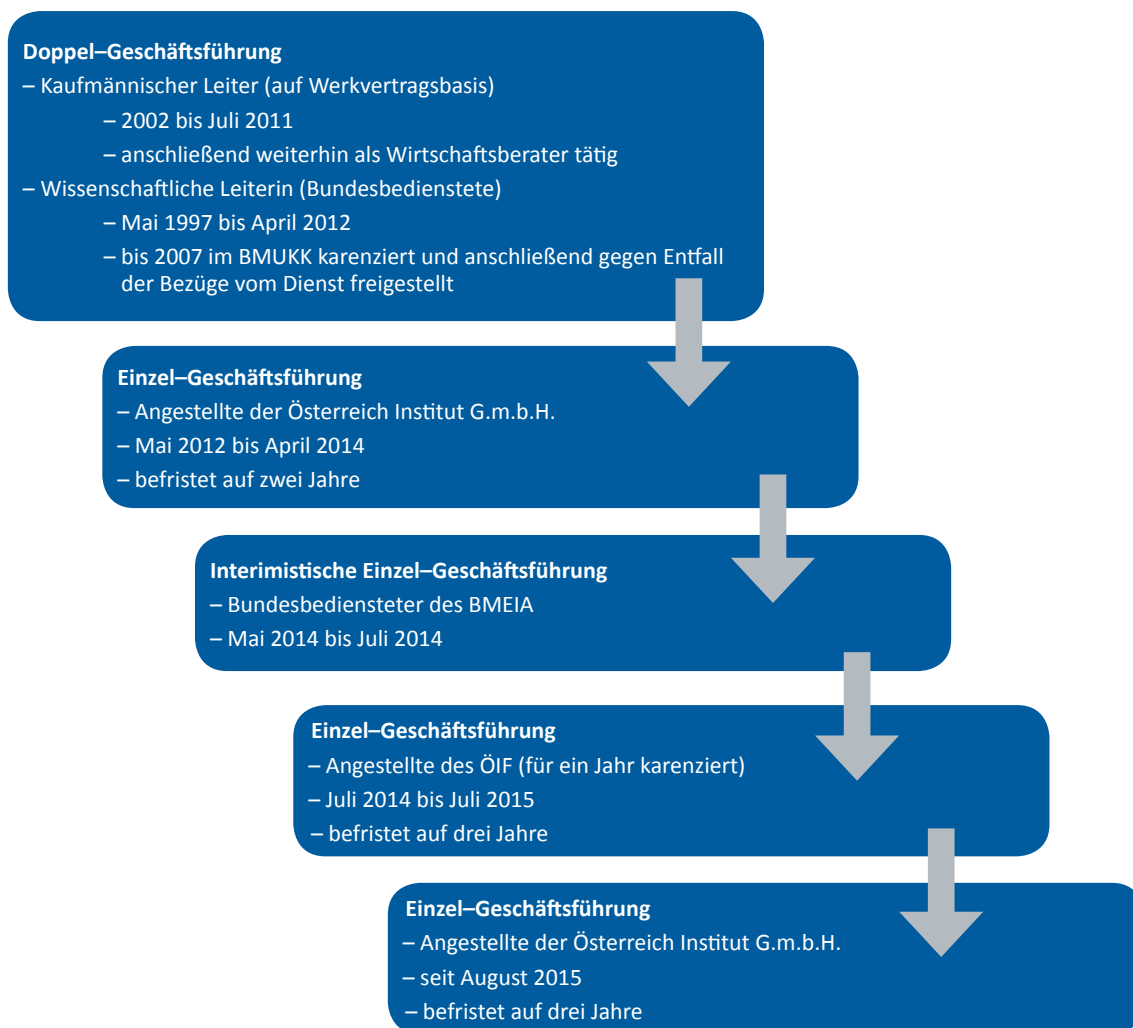 Doppel–Geschäftsführung
– Kaufmännischer Leiter (auf Werkvertragsbasis)
– 2002 bis Juli 2011
– anschließend weiterhin als Wirtschaftsberater tätig
– Wissenschaftliche Leiterin (Bundesbedienstete)
– Mai 1997 bis April 2012
– bis 2007 im BMUKK karenziert und anschließend gegen Entfall
der Bezüge vom Dienst freigestellt
Einzel–Geschäftsführung
– Angestellte der Österreich Institut G.m.b.H.
– Mai 2012 bis April 2014
– befristet auf zwei Jahre
Interimistische Einzel–Geschäftsführung
– Bundesbediensteter des BMEIA
– Mai 2014 bis Juli 2014
Einzel–Geschäftsführung
– Angestellte des ÖIF (für ein Jahr karenziert)
– Juli 2014 bis Juli 2015
– befristet auf drei Jahre
Einzel–Geschäftsführung
– Angestellte der Österreich Institut G.m.b.H.
– seit August 2015
– befristet auf drei Jahre